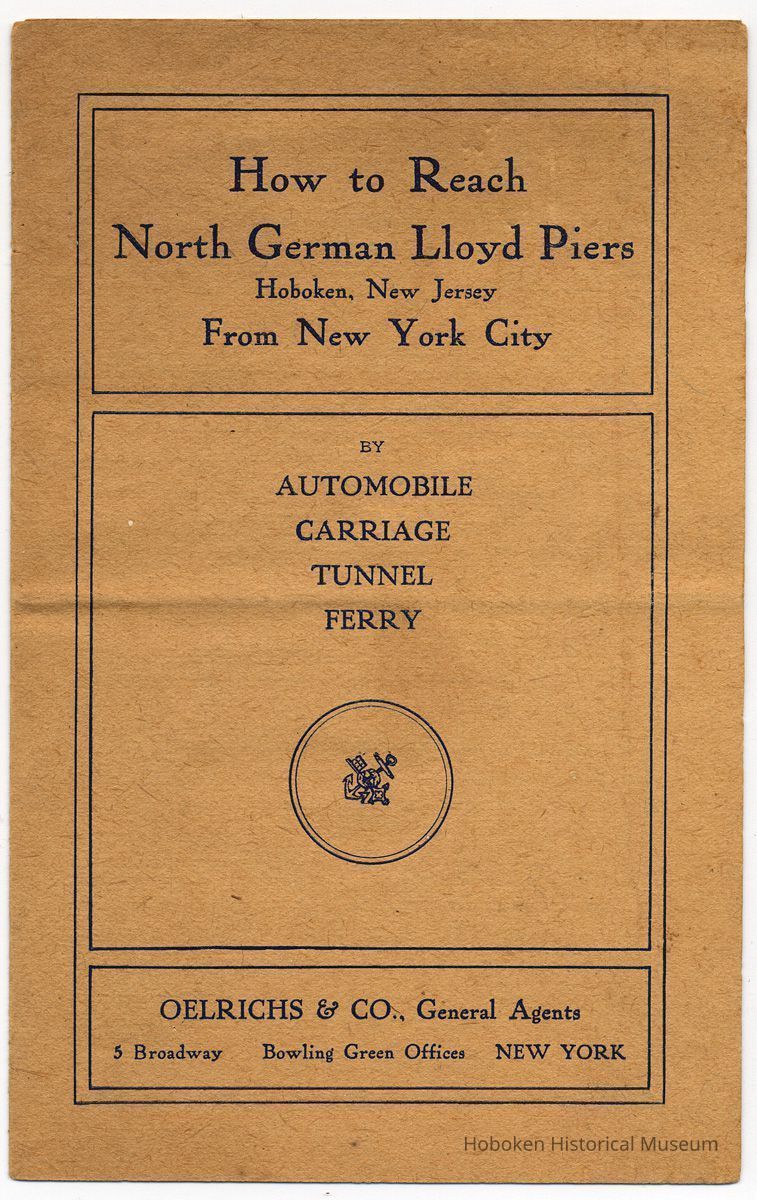 How to Reach
North German Lloyd Piers
Hoboken, New Jersey
From New York City
BY
AUTOMOBILE
CARRIAGE
TUNNEL
FERRY
OELRICHS & CO., General Agents
5 Broadway Bowling Green Offices NEW YORK
Hoboken Historical Museum